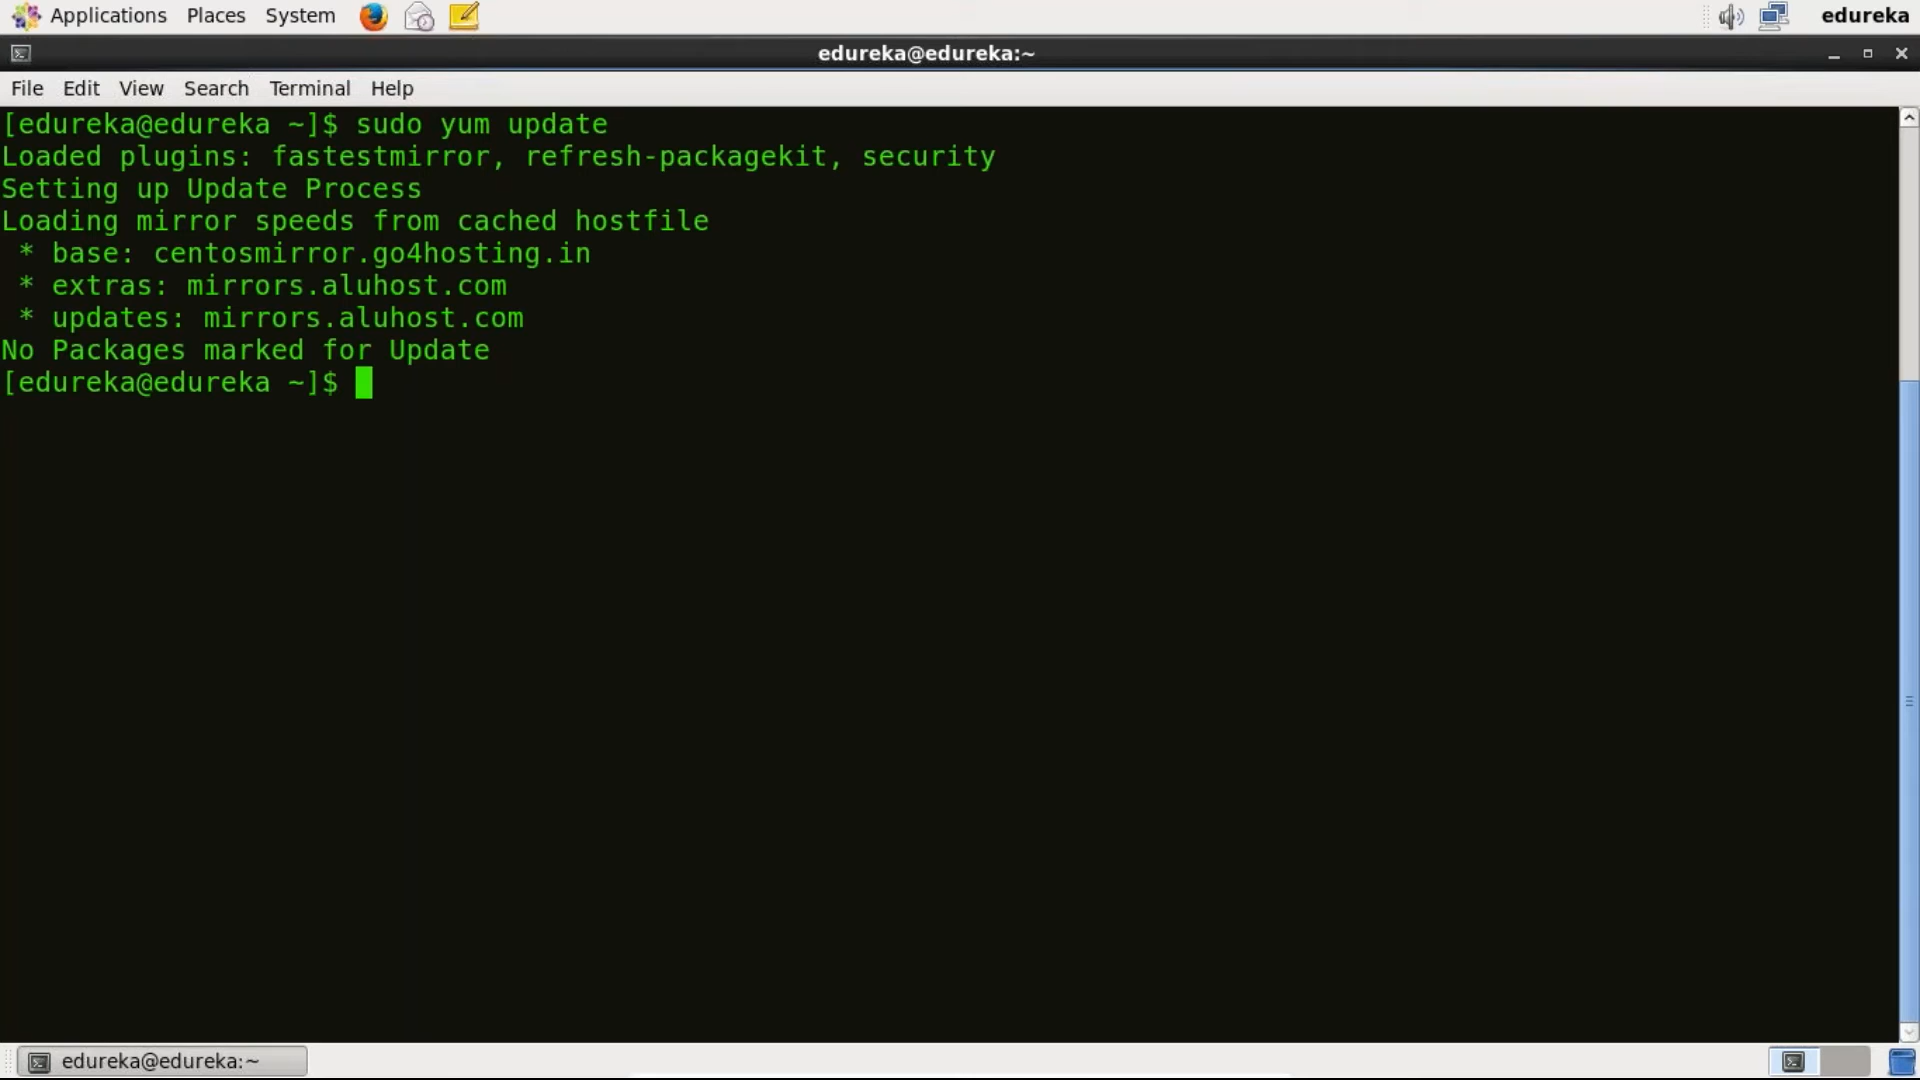 Applications Places System edureka
edureka@edureka:~
File Edit View Search Terminal Help
[edureka@edureka ~]$ sudo yum update
Loaded plugins: fastestmirror, refresh-packagekit, security
Setting up Update Process
Loading mirror speeds from cached hostfile
 * base: centosmirror.go4hosting.in
 * extras: mirrors.aluhost.com
 * updates: mirrors.aluhost.com
No Packages marked for Update
[edureka@edureka ~]$
edureka@edureka:~